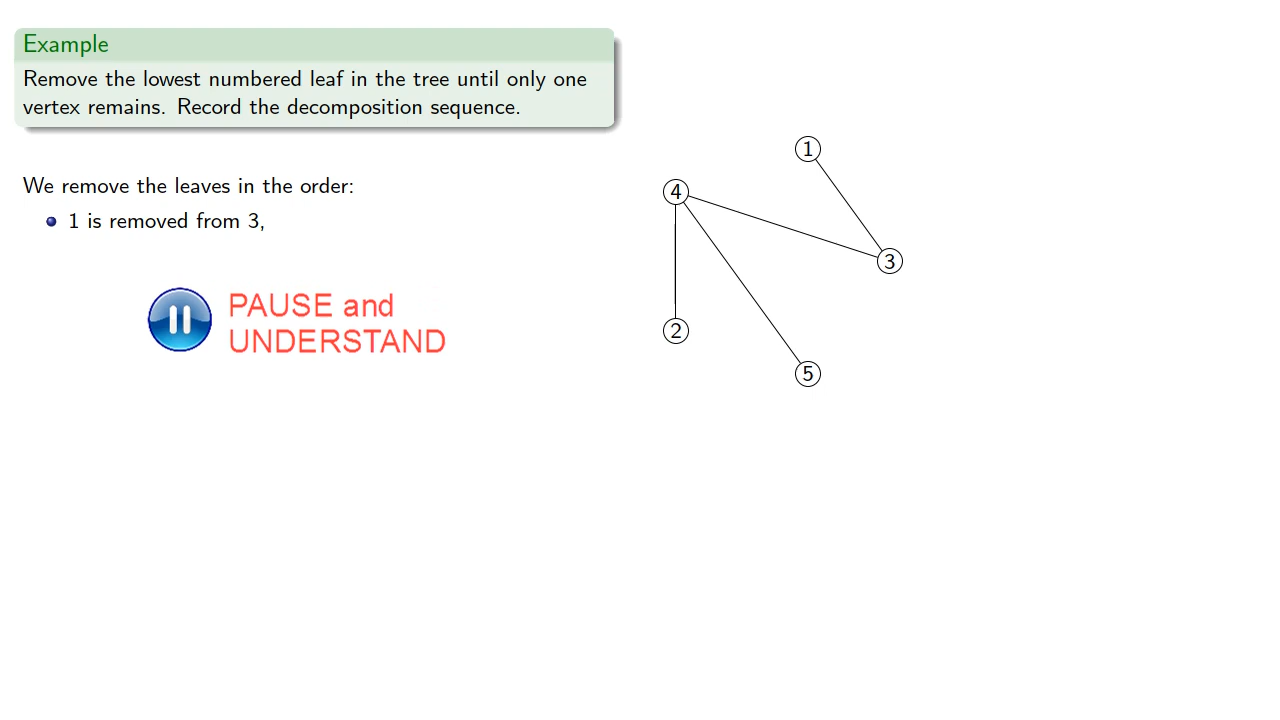 Example
Remove the lowest numbered leaf in the tree until only one
vertex remains. Record the decomposition sequence.
We remove the leaves in the order:
1 is removed from 3,
PAUSE and
UNDERSTAND
1
4
3
2
5